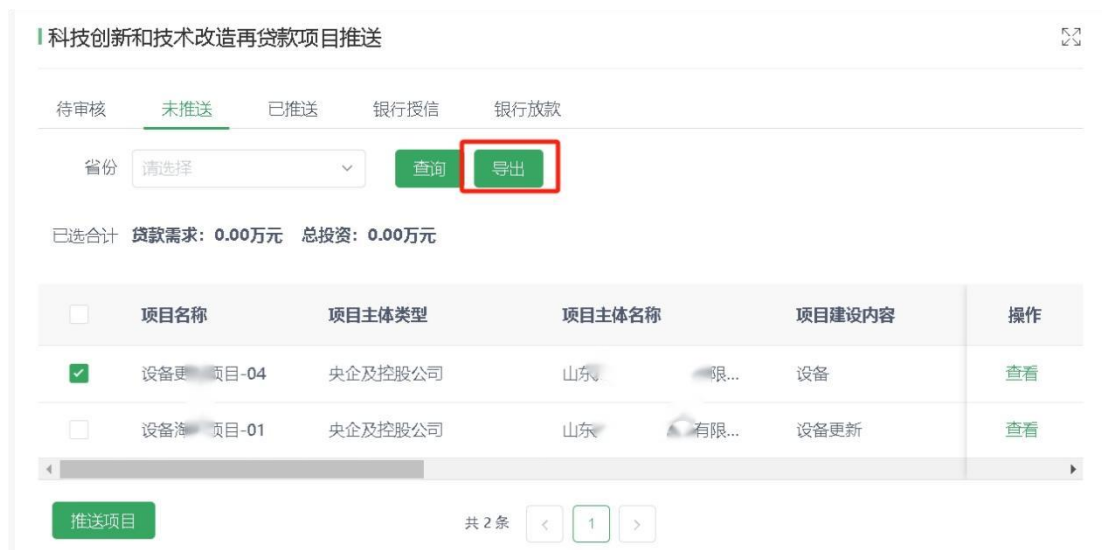 科技创新和技术改造再贷款项目推送
待审核 未推送 已推送 银行授信 银行放款
省份 请选择 查询 导出
已选合计 贷款需求：0.00万元 总投资：0.00万元
项目名称 项目主体类型 项目主体名称 项目建设内容 操作
设备更 项目-04 央企及控股公司 山东 限... 设备 查看
设备 项目-01 央企及控股公司 山东 有限... 设备更新 查看
推送项目 共 2 条 < 1 >